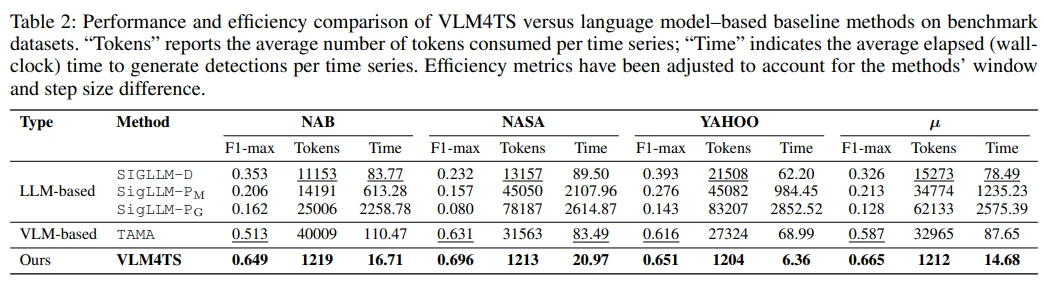 Table 2: Performance and efficiency comparison of VLM4TS versus language model–based baseline methods on benchmark
datasets. “Tokens” reports the average number of tokens consumed per time series; “Time” indicates the average elapsed (wall-
clock) time to generate detections per time series. Efficiency metrics have been adjusted to account for the methods’ window
and step size difference.
Type Method NAB NASA YAHOO μ
F1-max Tokens Time F1-max Tokens Time F1-max Tokens Time F1-max Tokens Time
SIGLLM-D 0.353 11153 83.77 0.232 13157 89.50 0.393 21508 62.20 0.326 15273 78.49
LLM-based SigLLM-PM 0.206 14191 613.28 0.157 45050 2107.96 0.276 45082 984.45 0.213 34774 1235.23
SigLLM-PG 0.162 25006 2258.78 0.080 78187 2614.87 0.143 83207 2852.52 0.128 62133 2575.39
VLM-based TAMA 0.513 40009 110.47 0.631 31563 83.49 0.616 27324 68.99 0.587 32965 87.65
Ours VLM4TS 0.649 1219 16.71 0.696 1213 20.97 0.651 1204 6.36 0.665 1212 14.68